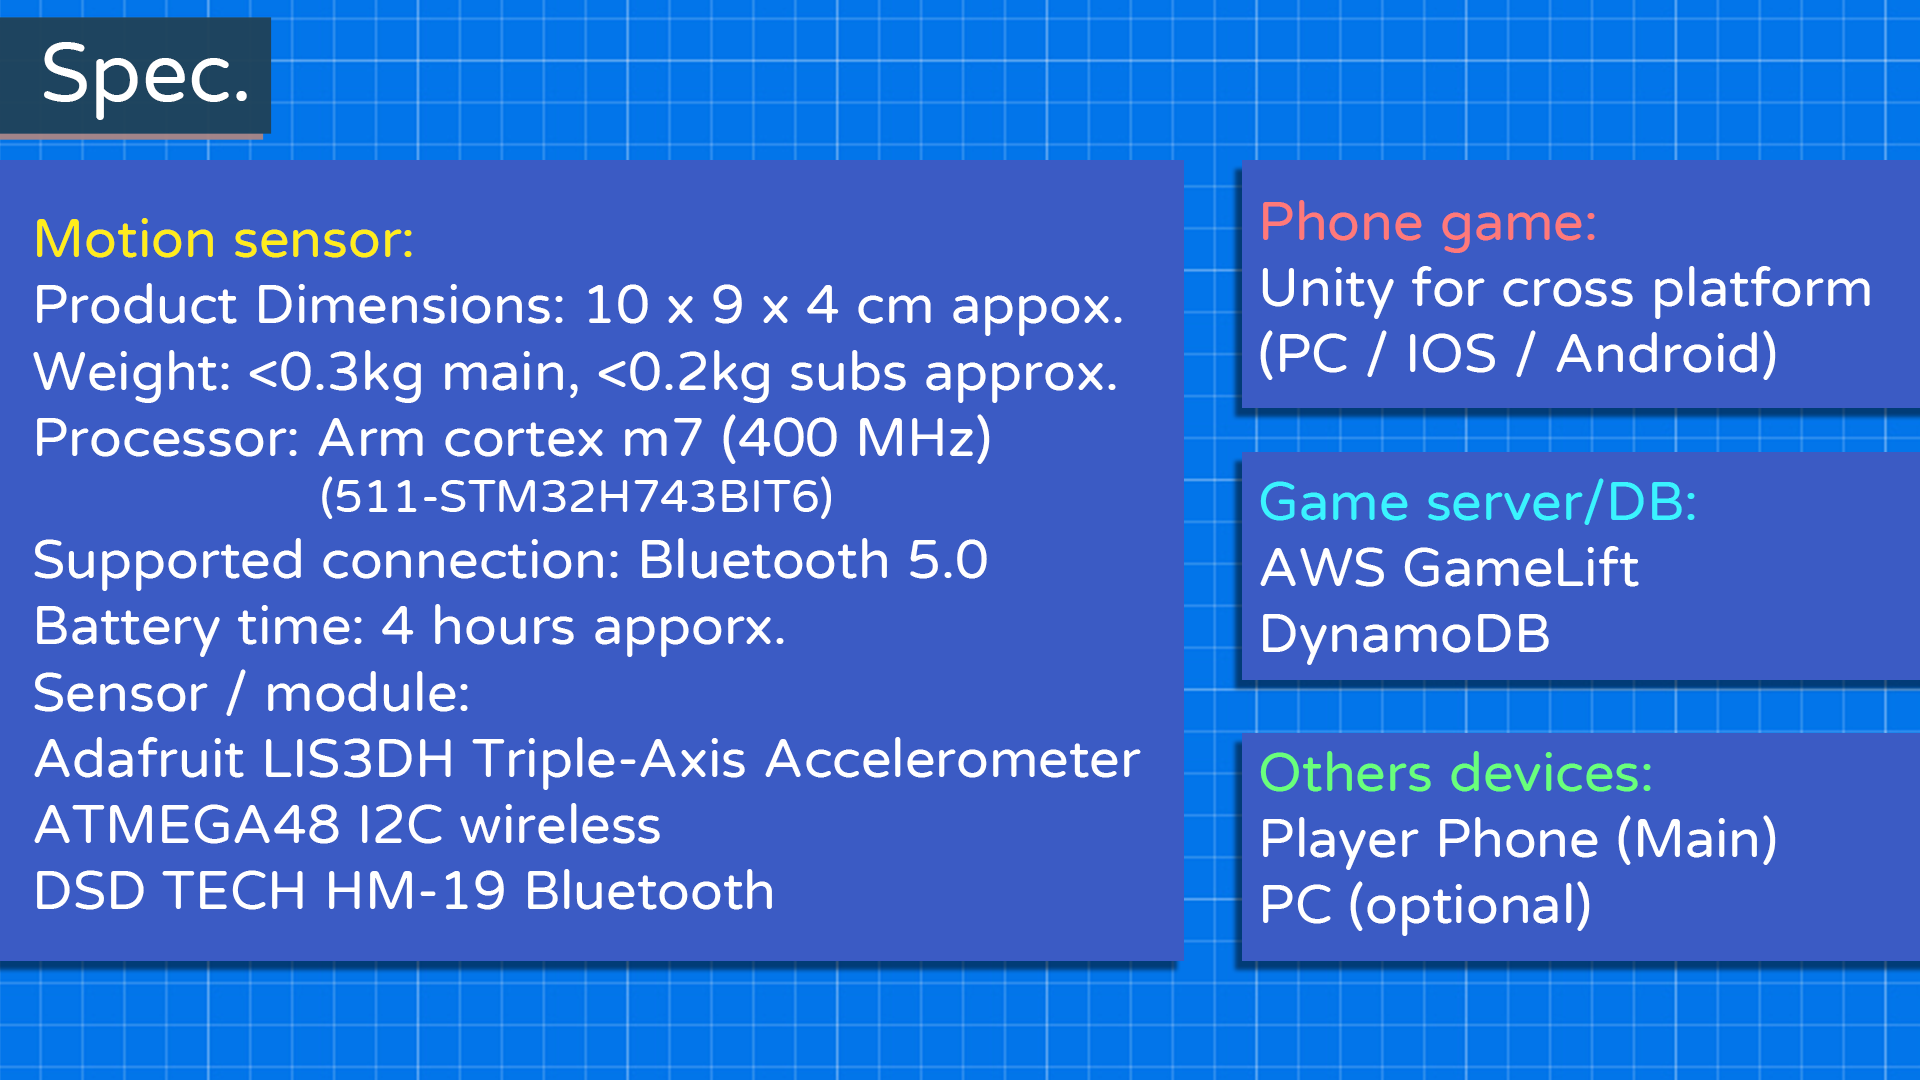 Spec.
Motion sensor:
Product Dimensions: 10 x 9 x 4 cm appox.
Weight: <0.3kg main, <0.2kg subs approx.
Processor: Arm cortex m7 (400 MHz)
(511-STM32H743BIT6)
Supported connection: Bluetooth 5.0
Battery time: 4 hours apporx.
Sensor / module:
Adafruit LIS3DH Triple-Axis Accelerometer
ATMEGA48 I2C wireless
DSD TECH HM-19 Bluetooth
Phone game:
Unity for cross platform
(PC / IOS / Android)
Game server/DB:
AWS GameLift
DynamoDB
Others devices:
Player Phone (Main)
PC (optional)